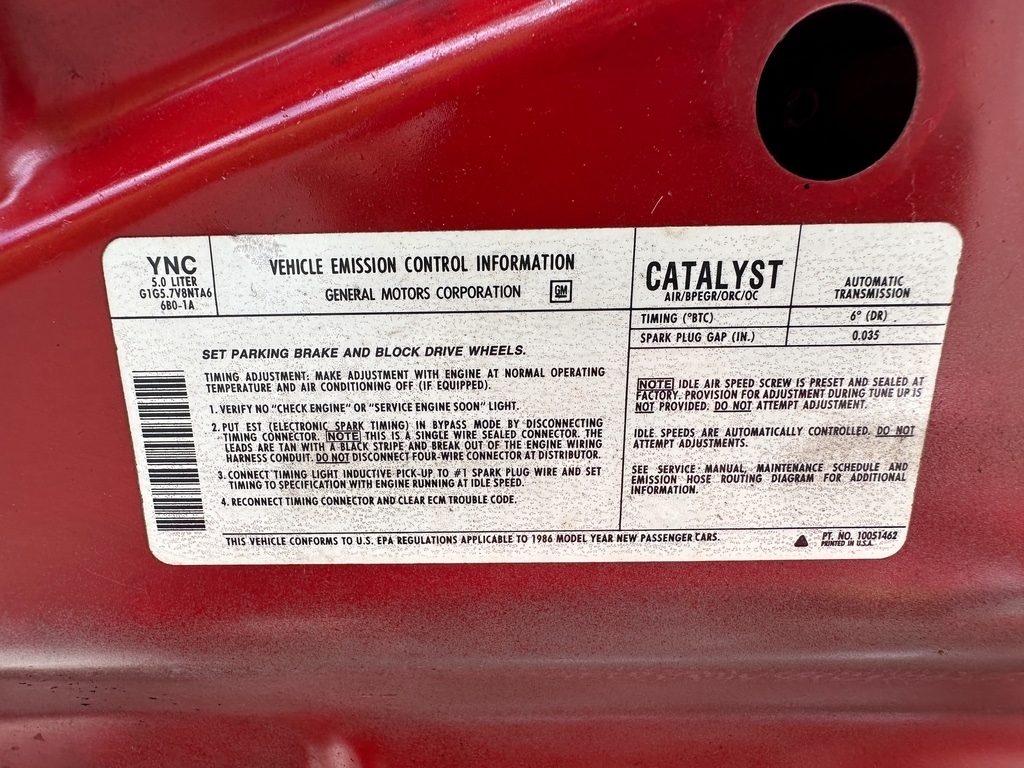 YNC
5.0 LITER
G1G5.7V8NTA6
6B0-1A
VEHICLE EMISSION CONTROL INFORMATION
GENERAL MOTORS CORPORATION GM
CATALYST
AIR/BPEGR/ORC/OC
AUTOMATIC
TRANSMISSION
TIMING (°BTC) 6° (DR)
SPARK PLUG GAP (IN.) 0.035
SET PARKING BRAKE AND BLOCK DRIVE WHEELS.
TIMING ADJUSTMENT: MAKE ADJUSTMENT WITH ENGINE AT NORMAL OPERATING
TEMPERATURE AND AIR CONDITIONING OFF (IF EQUIPPED).
1. VERIFY NO "CHECK ENGINE" OR "SERVICE ENGINE SOON" LIGHT.
2. PUT EST (ELECTRONIC SPARK TIMING) IN BYPASS MODE BY DISCONNECTING
TIMING CONNECTOR. NOTE THIS IS A SINGLE WIRE SEALED CONNECTOR. THE
LEADS ARE TAN WITH A BLACK STRIPE AND BREAK OUT OF THE ENGINE WIRING
HARNESS CONDUIT. DO NOT DISCONNECT FOUR-WIRE CONNECTOR AT DISTRIBUTOR.
3. CONNECT TIMING LIGHT INDUCTIVE PICK-UP TO #1 SPARK PLUG WIRE AND SET
TIMING TO SPECIFICATION WITH ENGINE RUNNING AT IDLE SPEED.
4. RECONNECT TIMING CONNECTOR AND CLEAR ECM TROUBLE CODE.
NOTE IDLE AIR SPEED SCREW IS PRESET AND SEALED AT
FACTORY. PROVISION FOR ADJUSTMENT DURING TUNE UP IS
NOT PROVIDED. DO NOT ATTEMPT ADJUSTMENT.
IDLE SPEEDS ARE AUTOMATICALLY CONTROLLED. DO NOT
ATTEMPT ADJUSTMENTS.
SEE SERVICE MANUAL, MAINTENANCE SCHEDULE AND
EMISSION HOSE ROUTING DIAGRAM FOR ADDITIONAL
INFORMATION.
THIS VEHICLE CONFORMS TO U.S. EPA REGULATIONS APPLICABLE TO 1986 MODEL YEAR NEW PASSENGER CARS.
PT. NO. 10051462
PRINTED IN U.S.A.